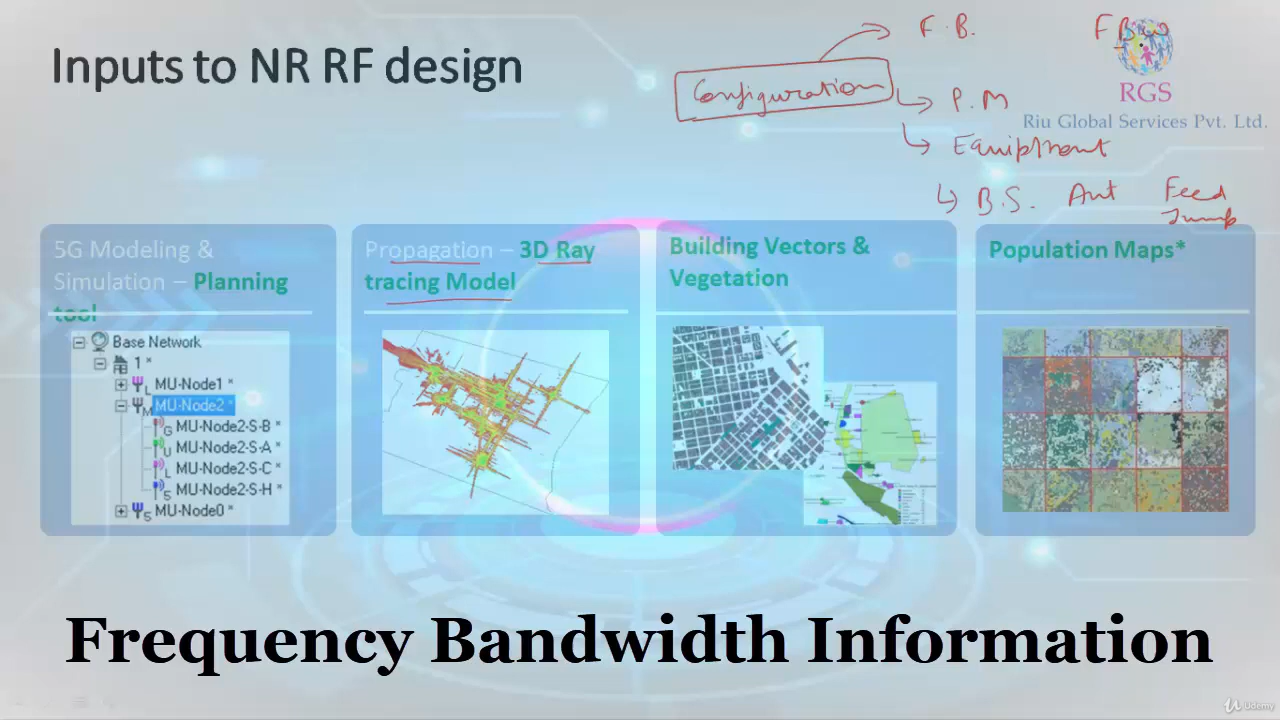 Inputs to NR RF design
Configuration
F.B.
FBW
P.M
Equipment
B.S. Ant Feed
Jump
RGS
Riu Global Services Pvt. Ltd.
5G Modeling &
Simulation – Planning
tool
Base Network
1 *
MU-Node1 *
MU-Node2 *
MU-Node2-S-B *
MU-Node2-S-A *
MU-Node2-S-C *
MU-Node2-S-H *
MU-Node0 *
Propagation – 3D Ray
tracing Model
Building Vectors &
Vegetation
Population Maps*
Frequency Bandwidth Information
Udemy